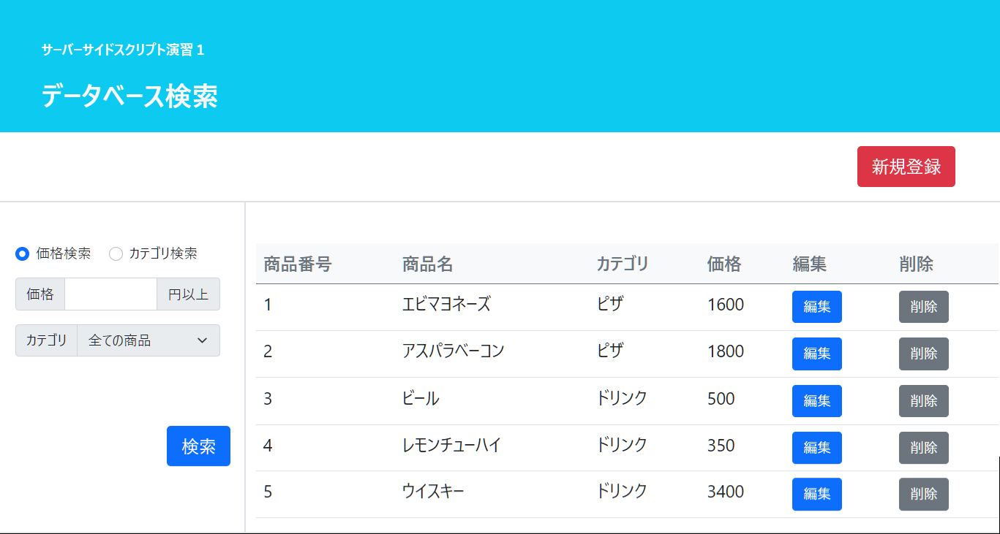 サーバーサイドスクリプト演習1
データベース検索
新規登録
価格検索 カテゴリ検索
価格 円以上
カテゴリ 全ての商品
検索
商品番号 商品名 カテゴリ 価格 編集 削除
1 エビマヨネーズ ピザ 1600 編集 削除
2 アスパラベーコン ピザ 1800 編集 削除
3 ビール ドリンク 500 編集 削除
4 レモンチューハイ ドリンク 350 編集 削除
5 ウイスキー ドリンク 3400 編集 削除